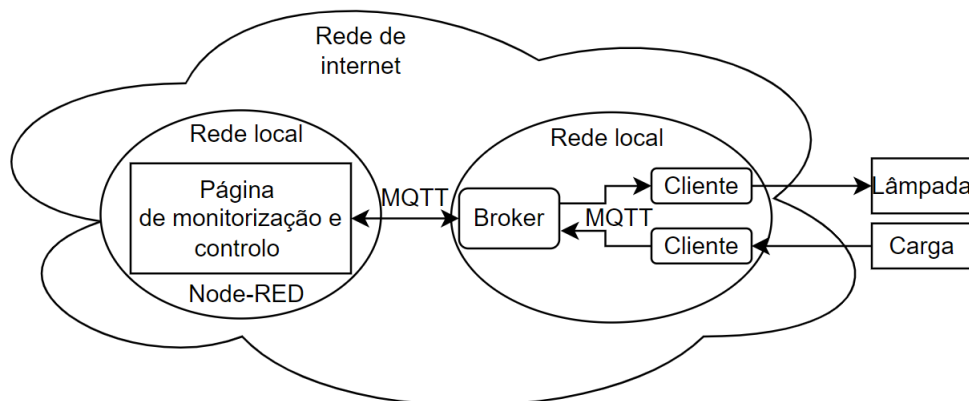 Rede de
internet
Rede local
Página
de monitorização e
controlo
Node-RED
MQTT
Rede local
Broker
MQTT
Cliente
Cliente
Lâmpada
Carga